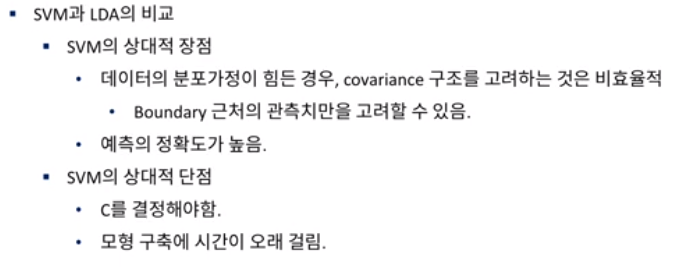 ▪ SVM과 LDA의 비교
▪ SVM의 상대적 장점
• 데이터의 분포가정이 힘든 경우, covariance 구조를 고려하는 것은 비효율적
• Boundary 근처의 관측치만을 고려할 수 있음.
• 예측의 정확도가 높음.
▪ SVM의 상대적 단점
• C를 결정해야함.
• 모형 구축에 시간이 오래 걸림.